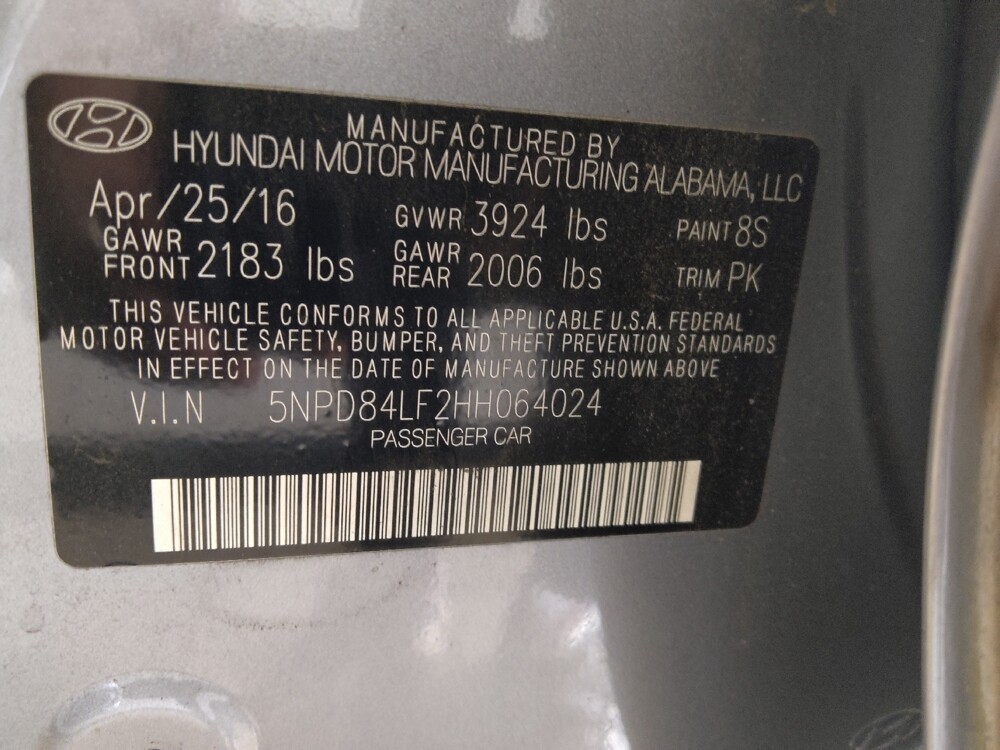 MANUFACTURED BY
HYUNDAI MOTOR MANUFACTURING ALABAMA, LLC
Apr/25/16 GVWR 3924 lbs PAINT 8S
GAWR FRONT 2183 lbs GAWR REAR 2006 lbs TRIM PK
THIS VEHICLE CONFORMS TO ALL APPLICABLE U.S.A. FEDERAL
MOTOR VEHICLE SAFETY, BUMPER, AND THEFT PREVENTION STANDARDS
IN EFFECT ON THE DATE OF MANUFACTURE SHOWN ABOVE
V.I.N 5NPD84LF2HH064024
PASSENGER CAR